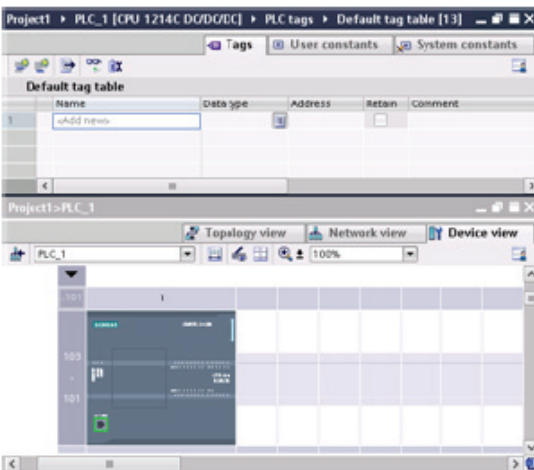 Project1 ▸ PLC_1 [CPU 1214C DC/DC/DC] ▸ PLC tags ▸ Default tag table [13]
Tags User constants System constants
Default tag table
Name Data type Address Retain Comment
1 <Add new>
Project1>PLC_1
Topology view Network view Device view
PLC_1 100%
101 1
SIEMENS
103
101